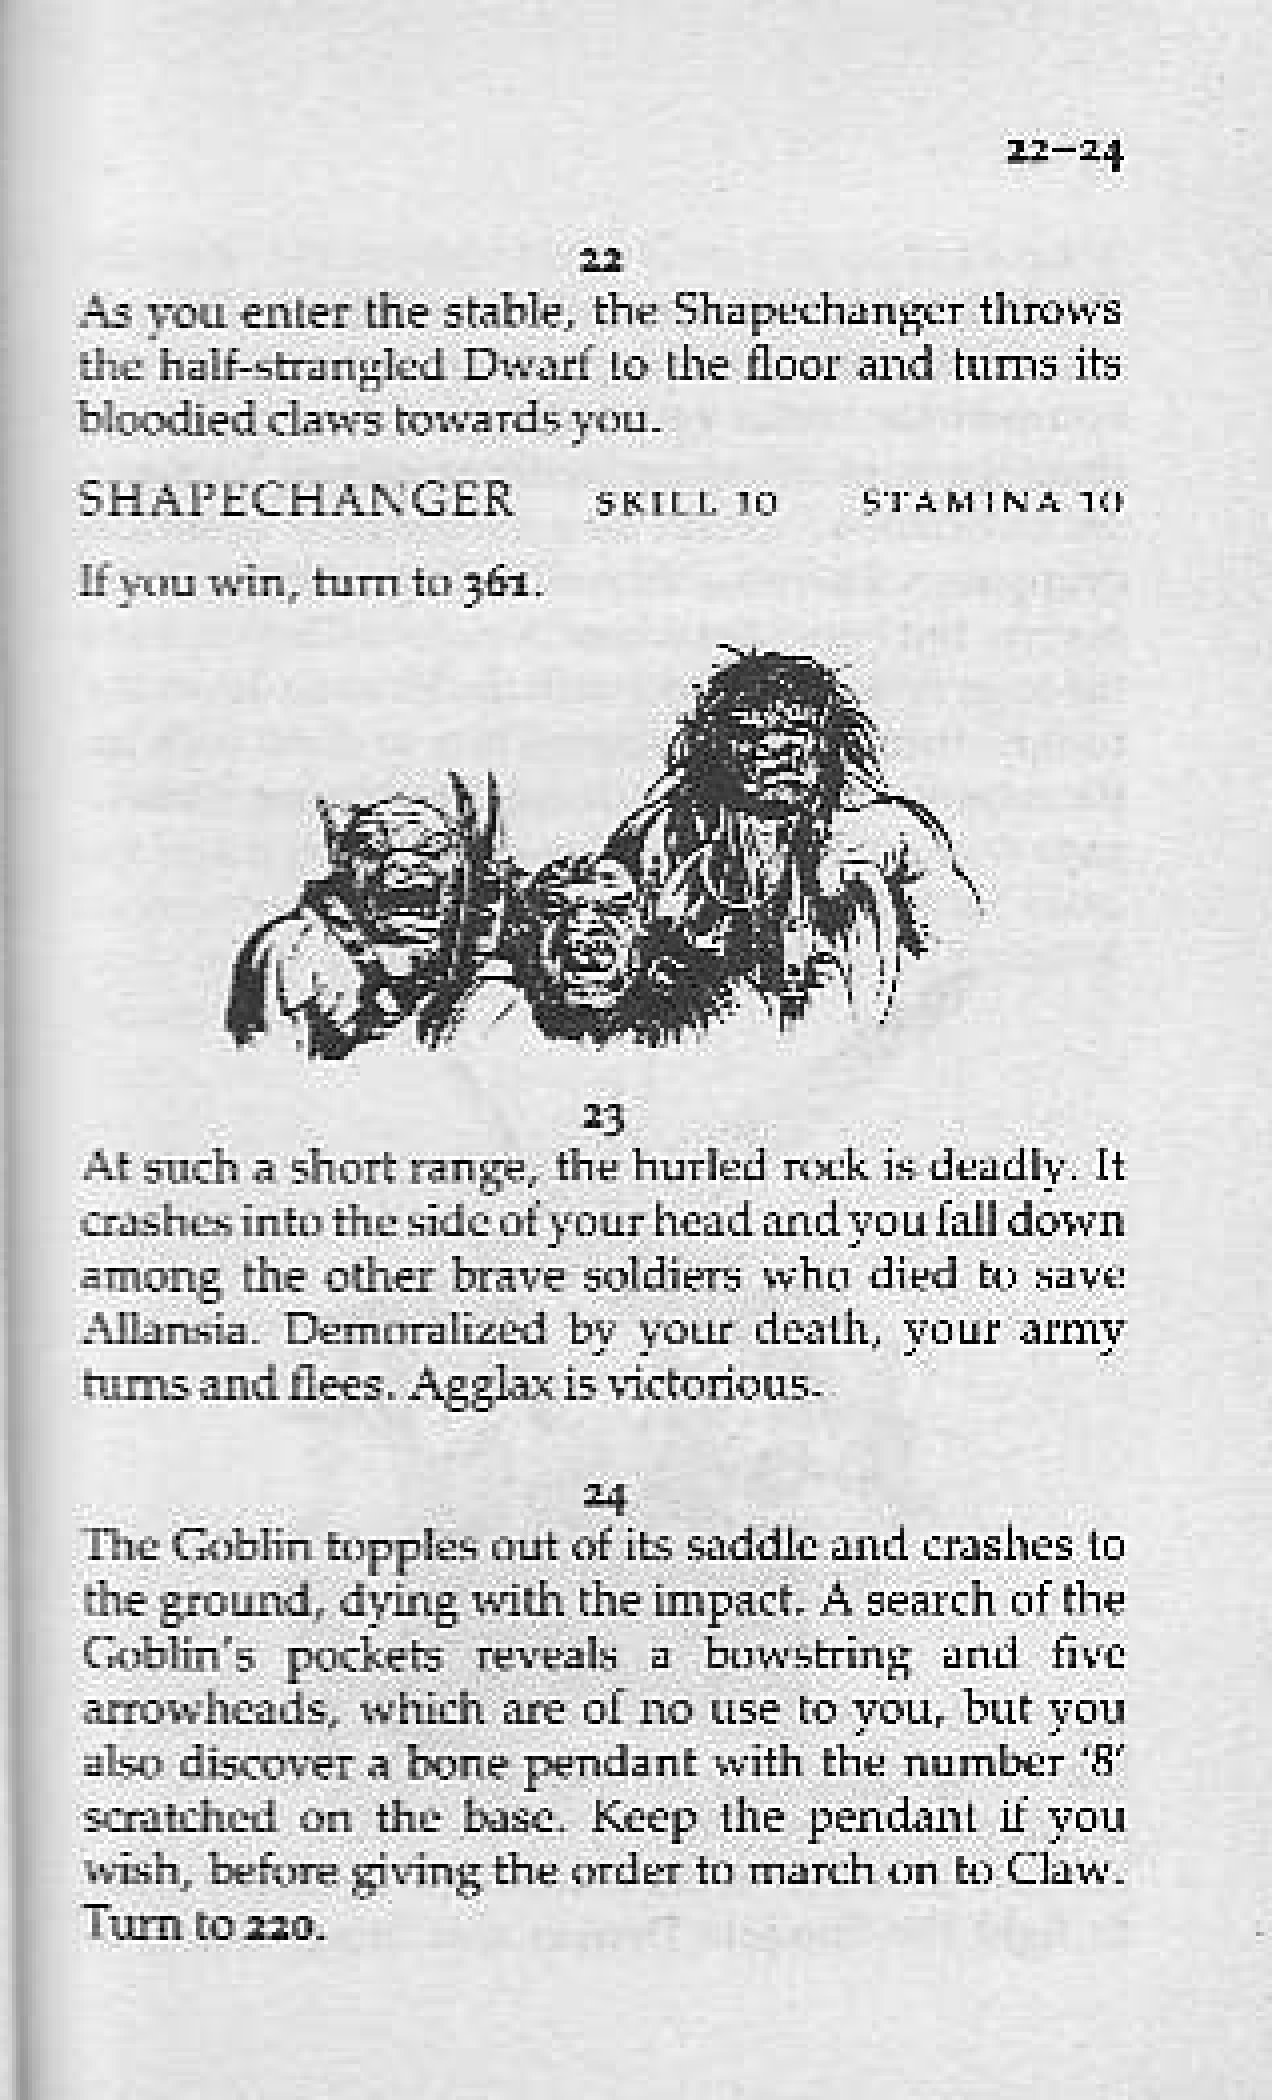 22–24
22
As you enter the stable, the Shapechanger throws
the half-strangled Dwarf to the floor and turns its
bloodied claws towards you.
SHAPECHANGER SKILL 10 STAMINA 10
If you win, turn to 361.
23
At such a short range, the hurled rock is deadly. It
crashes into the side of your head and you fall down
among the other brave soldiers who died to save
Allansia. Demoralized by your death, your army
turns and flees. Agglax is victorious.
24
The Goblin topples out of its saddle and crashes to
the ground, dying with the impact. A search of the
Goblin's pockets reveals a bowstring and five
arrowheads, which are of no use to you, but you
also discover a bone pendant with the number '8'
scratched on the base. Keep the pendant if you
wish, before giving the order to march on to Claw.
Turn to 220.